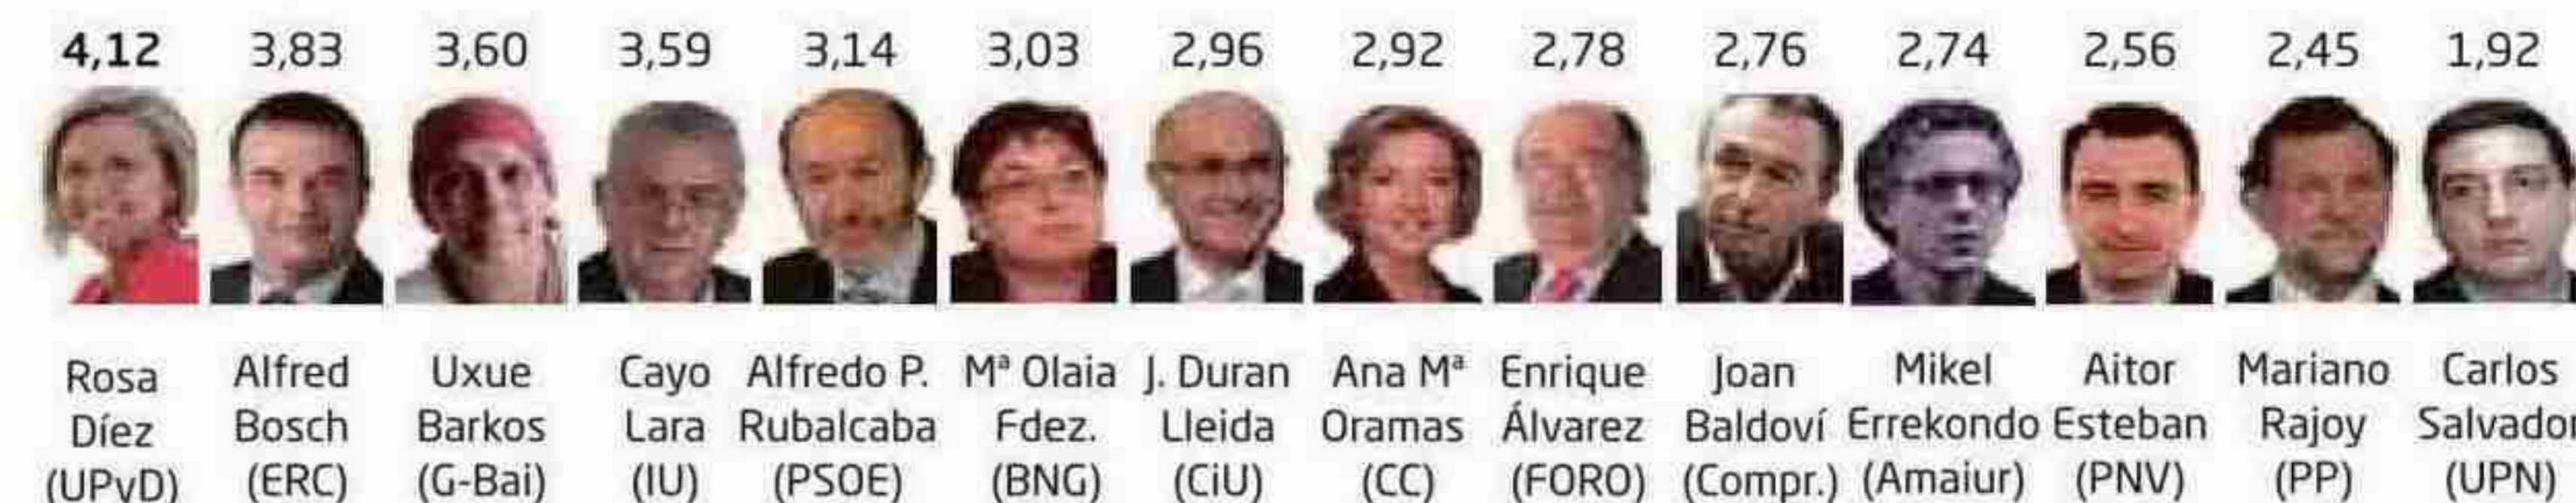 4,12 3,83 3,60 3,59 3,14 3,03 2,96 2,92 2,78 2,76 2,74 2,56 2,45 1,92
Rosa Alfred Uxue Cayo Alfredo P. Mª Olaia J. Duran Ana Mª Enrique Joan Mikel Aitor Mariano Carlos
Díez Bosch Barkos Lara Rubalcaba Fdez. Lleida Oramas Álvarez Baldoví Errekondo Esteban Rajoy Salvador
(UPyD) (ERC) (G-Bai) (IU) (PSOE) (BNG) (CiU) (CC) (FORO) (Compr.) (Amaiur) (PNV) (PP) (UPN)